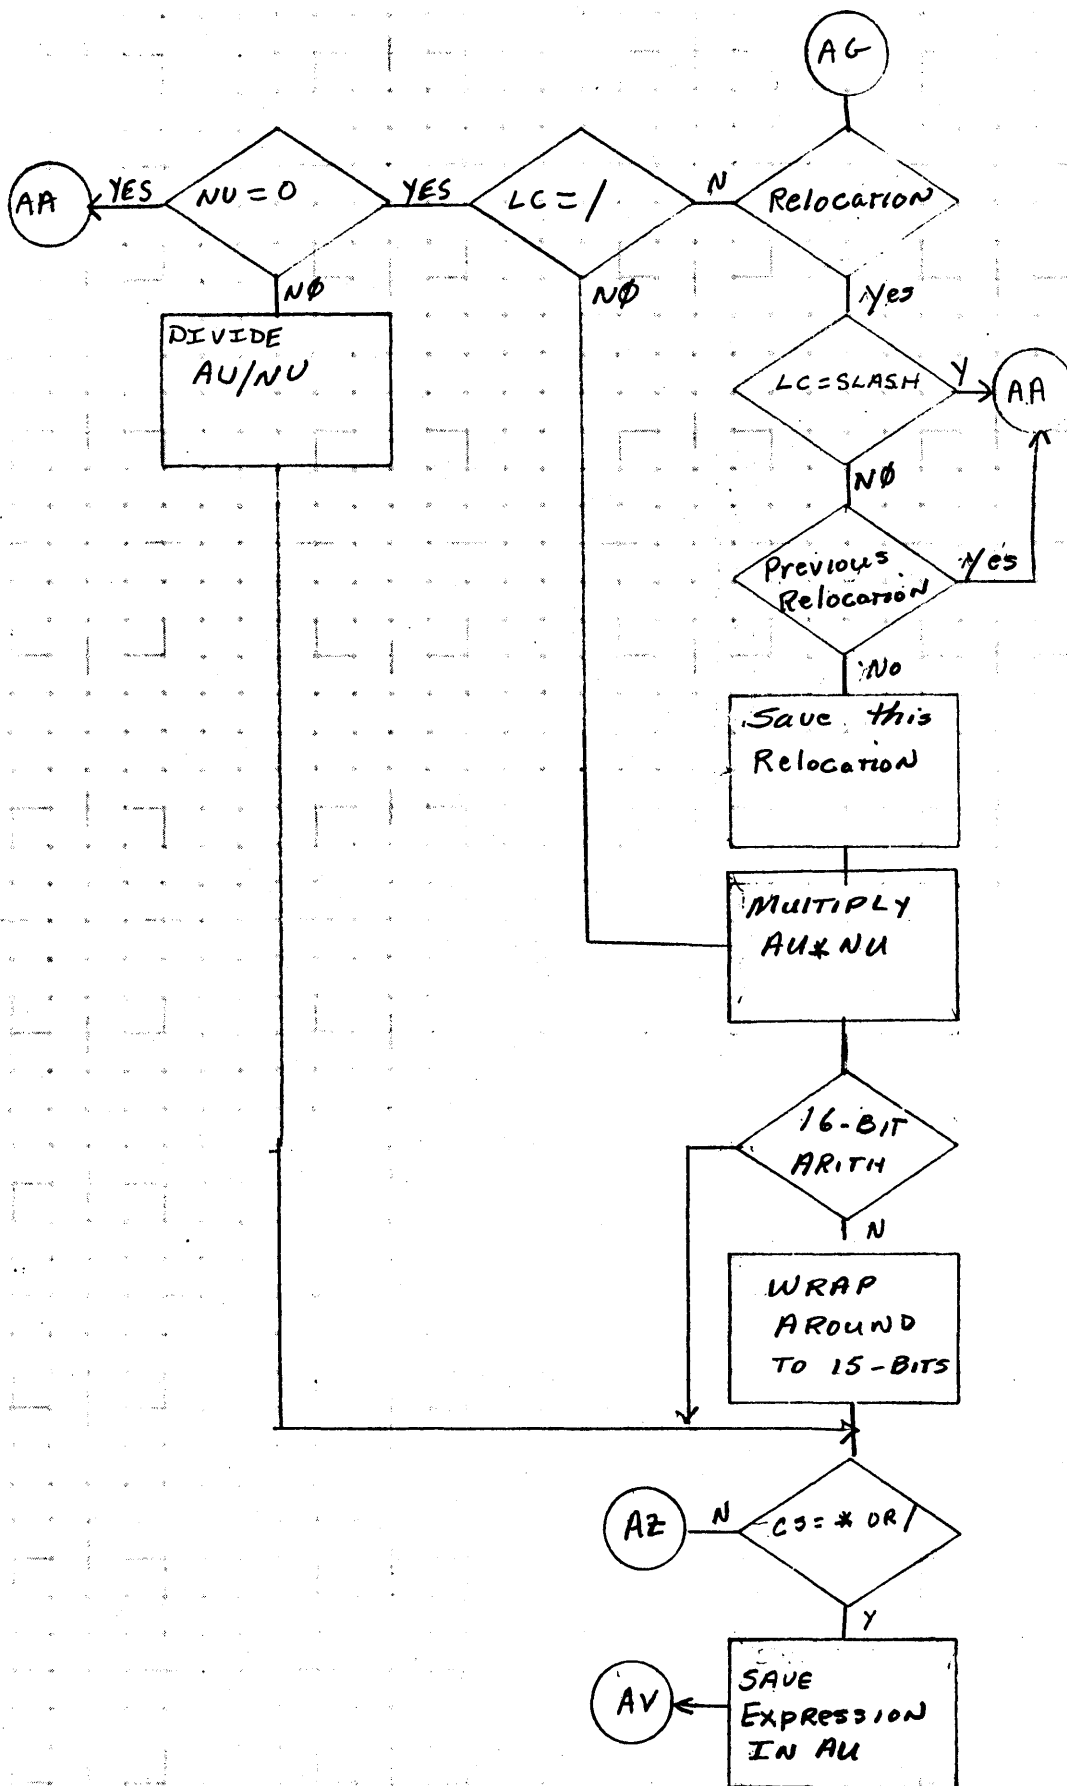 AG
AA
YES
NU = 0
YES
LC = /
N
Relocation
NØ
NØ
Yes
DIVIDE
AU/NU
LC=SLASH
Y
AA
NØ
Previous
Relocation
Yes
No
Save this
Relocation
MULTIPLY
AU*NU
16-BIT
ARITH
N
WRAP
AROUND
TO 15-BITS
AZ
N
CS= * OR /
Y
AV
SAVE
EXPRESSION
IN AU